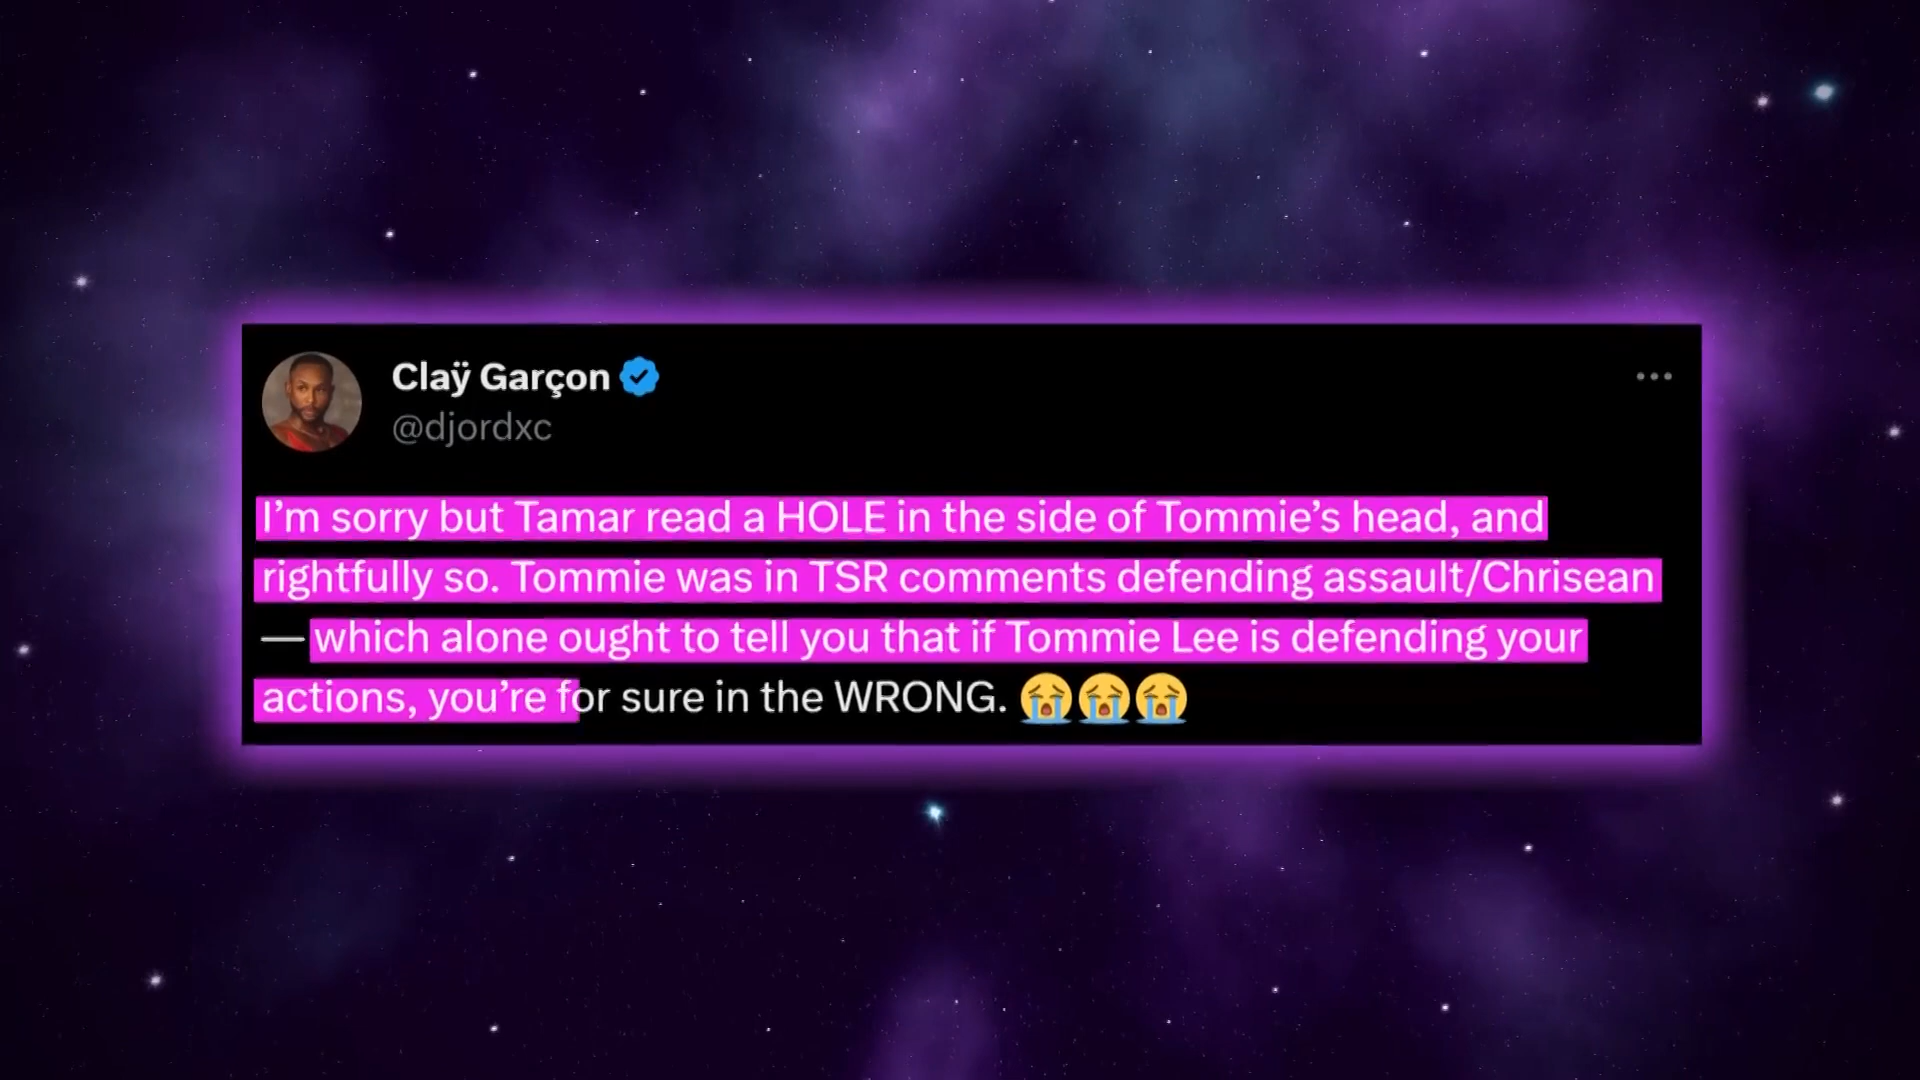 Claÿ Garçon
@djordxc
I’m sorry but Tamar read a HOLE in the side of Tommie’s head, and
rightfully so. Tommie was in TSR comments defending assault/Chrisean
— which alone ought to tell you that if Tommie Lee is defending your
actions, you’re for sure in the WRONG. 😭😭😭